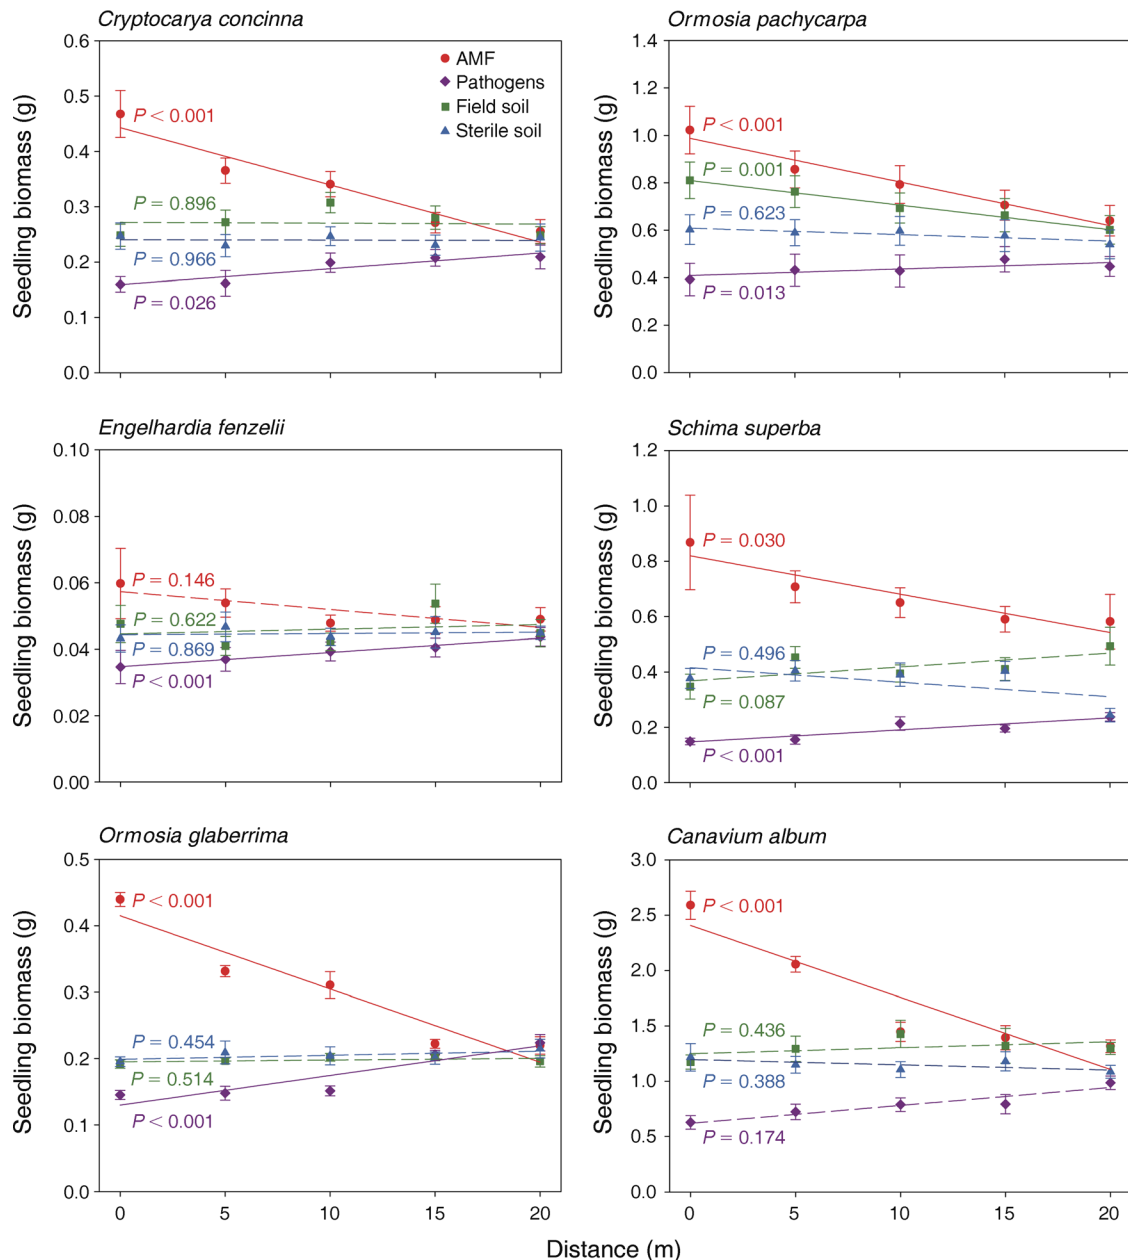 Cryptocarya concinna
Seedling biomass (g)
0.6
0.5
0.4
0.3
0.2
0.1
0.0
AMF
Pathogens
Field soil
Sterile soil
P < 0.001
P = 0.896
P = 0.966
P = 0.026
Ormosia pachycarpa
Seedling biomass (g)
1.4
1.2
1.0
0.8
0.6
0.4
0.2
0.0
P < 0.001
P = 0.001
P = 0.623
P = 0.013
Engelhardia fenzelii
Seedling biomass (g)
0.10
0.08
0.06
0.04
0.02
0.00
P = 0.146
P = 0.622
P = 0.869
P < 0.001
Schima superba
Seedling biomass (g)
1.2
1.0
0.8
0.6
0.4
0.2
0.0
P = 0.030
P = 0.496
P = 0.087
P < 0.001
Ormosia glaberrima
Seedling biomass (g)
0.5
0.4
0.3
0.2
0.1
0.0
P < 0.001
P = 0.454
P = 0.514
P < 0.001
0 5 10 15 20
Canavium album
Seedling biomass (g)
3.0
2.5
2.0
1.5
1.0
0.5
0.0
P < 0.001
P = 0.436
P = 0.388
P = 0.174
0 5 10 15 20
Distance (m)